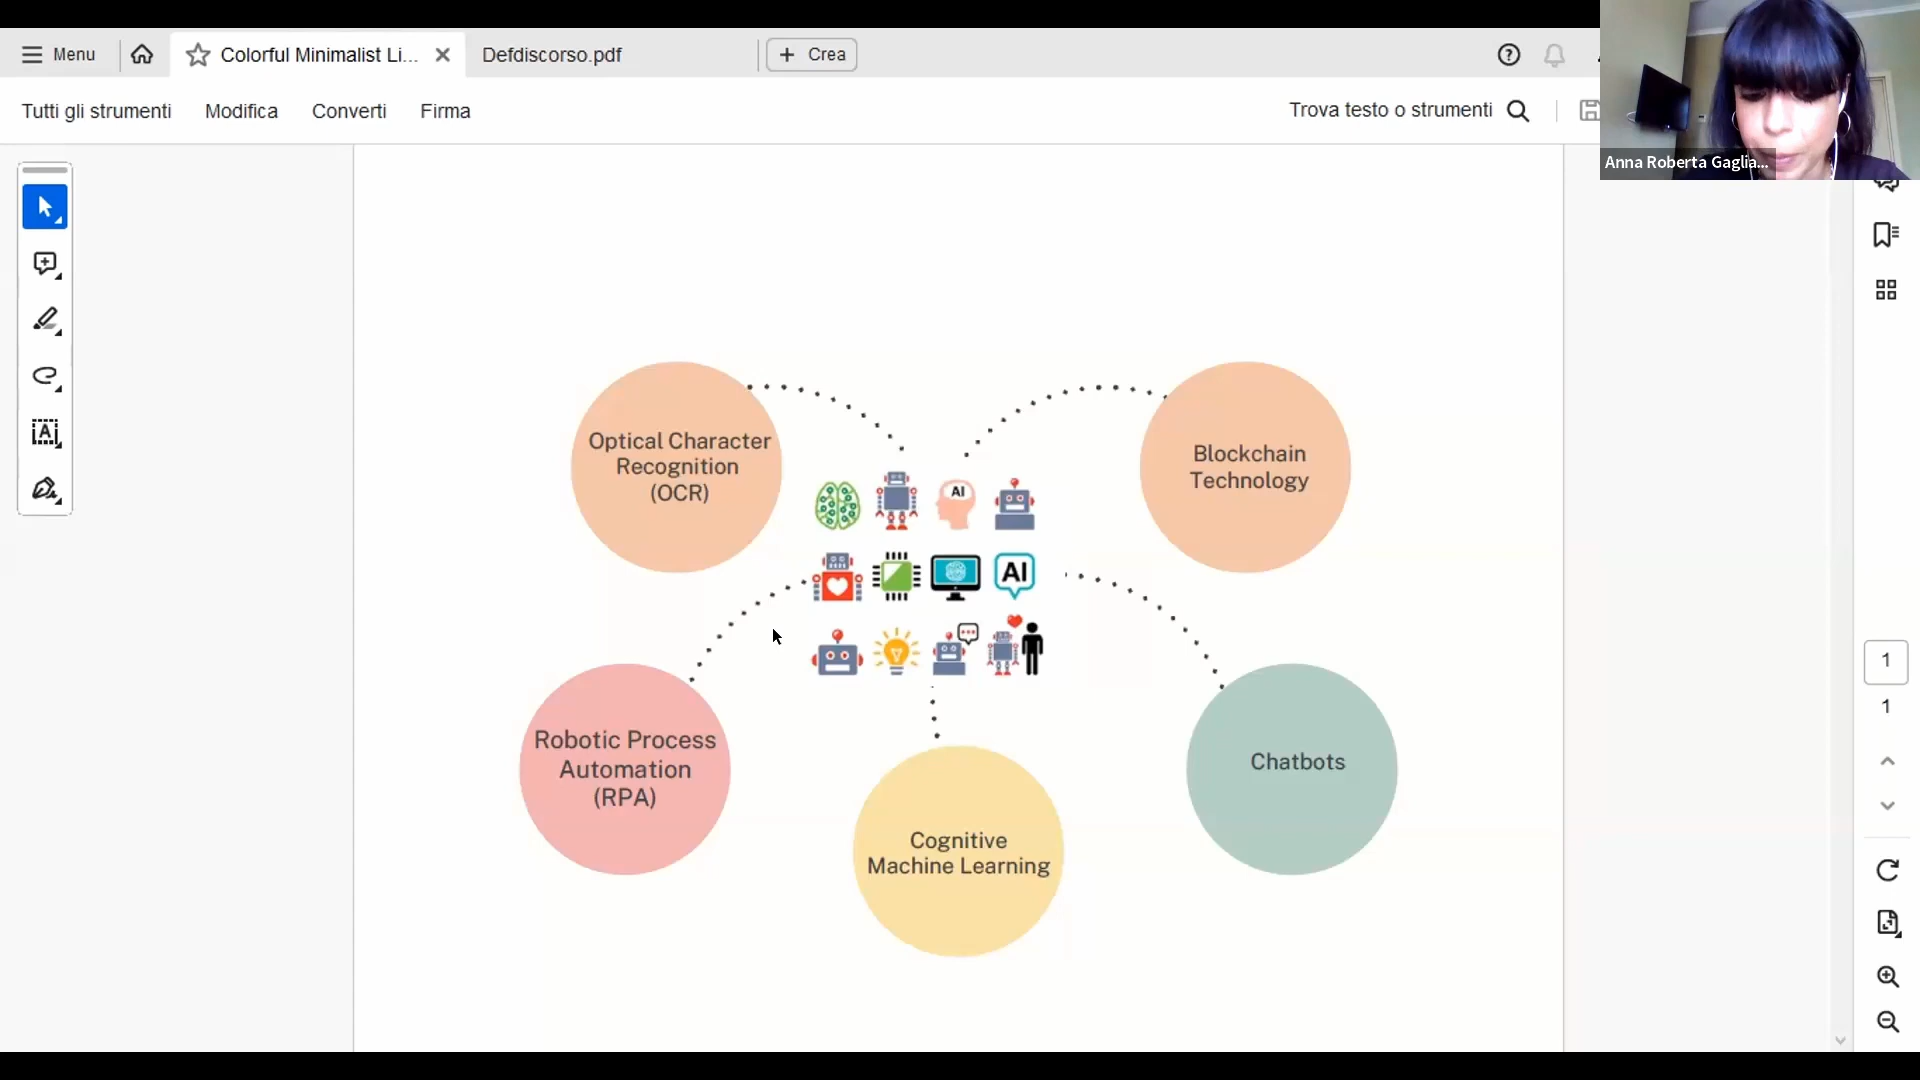 Menu
Colorful Minimalist Li...
Defdiscorso.pdf
Crea
Tutti gli strumenti
Modifica
Converti
Firma
Trova testo o strumenti
Anna Roberta Gaglia...
Optical Character
Recognition
(OCR)
Blockchain
Technology
AI
AI
Robotic Process
Automation
(RPA)
Cognitive
Machine Learning
Chatbots
1
1